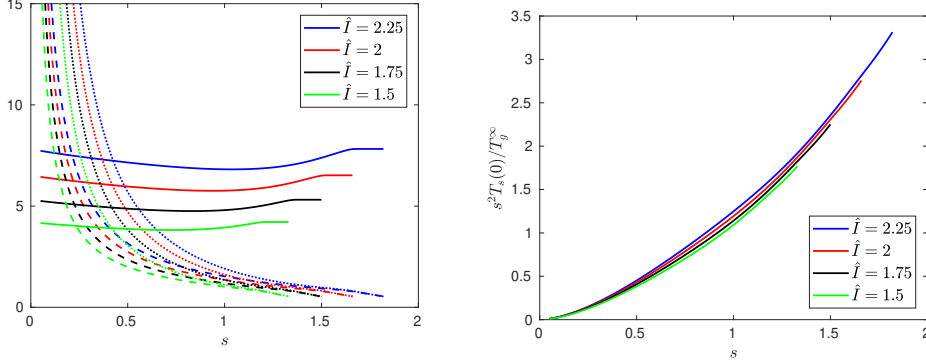 15
10
5
0
0
0.5
1
1.5
2
s
Î = 2.25
Î = 2
Î = 1.75
Î = 1.5
3.5
3
2.5
2
1.5
1
0.5
0
0
0.5
1
1.5
2
s
s²Tₛ(0)/T_g^∞
Î = 2.25
Î = 2
Î = 1.75
Î = 1.5